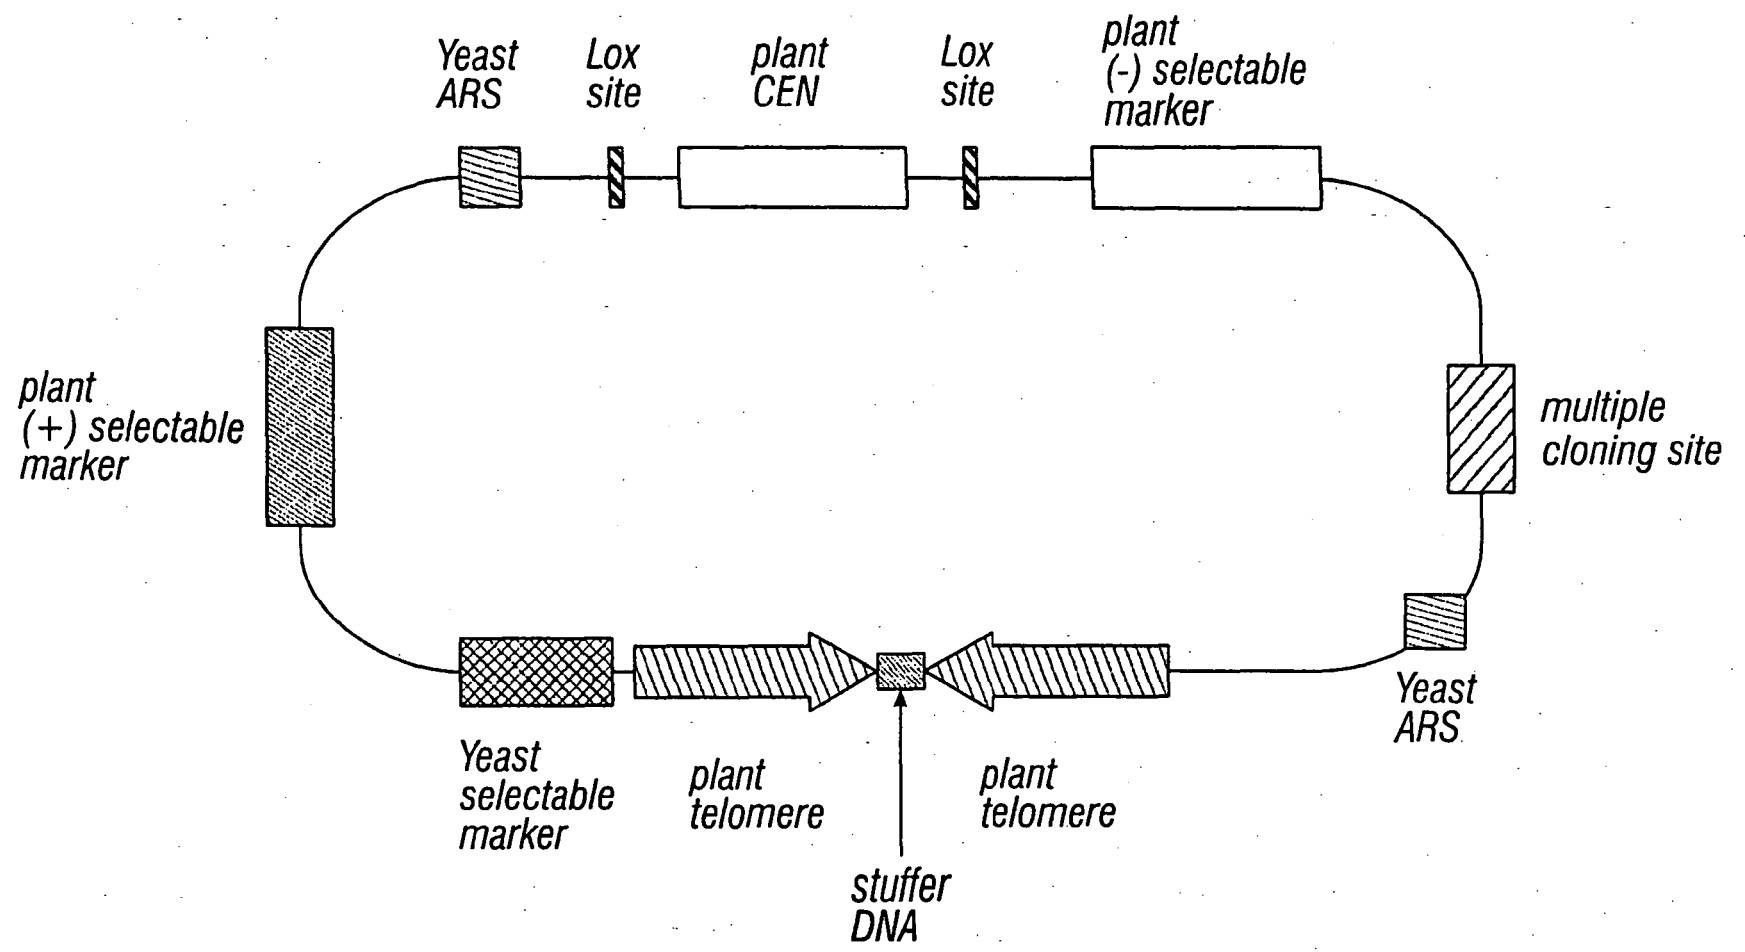 Yeast
ARS
Lox
site
plant
CEN
Lox
site
plant
(-) selectable
marker
plant
(+) selectable
marker
multiple
cloning site
Yeast
ARS
Yeast
selectable
marker
plant
telomere
plant
telomere
stuffer
DNA